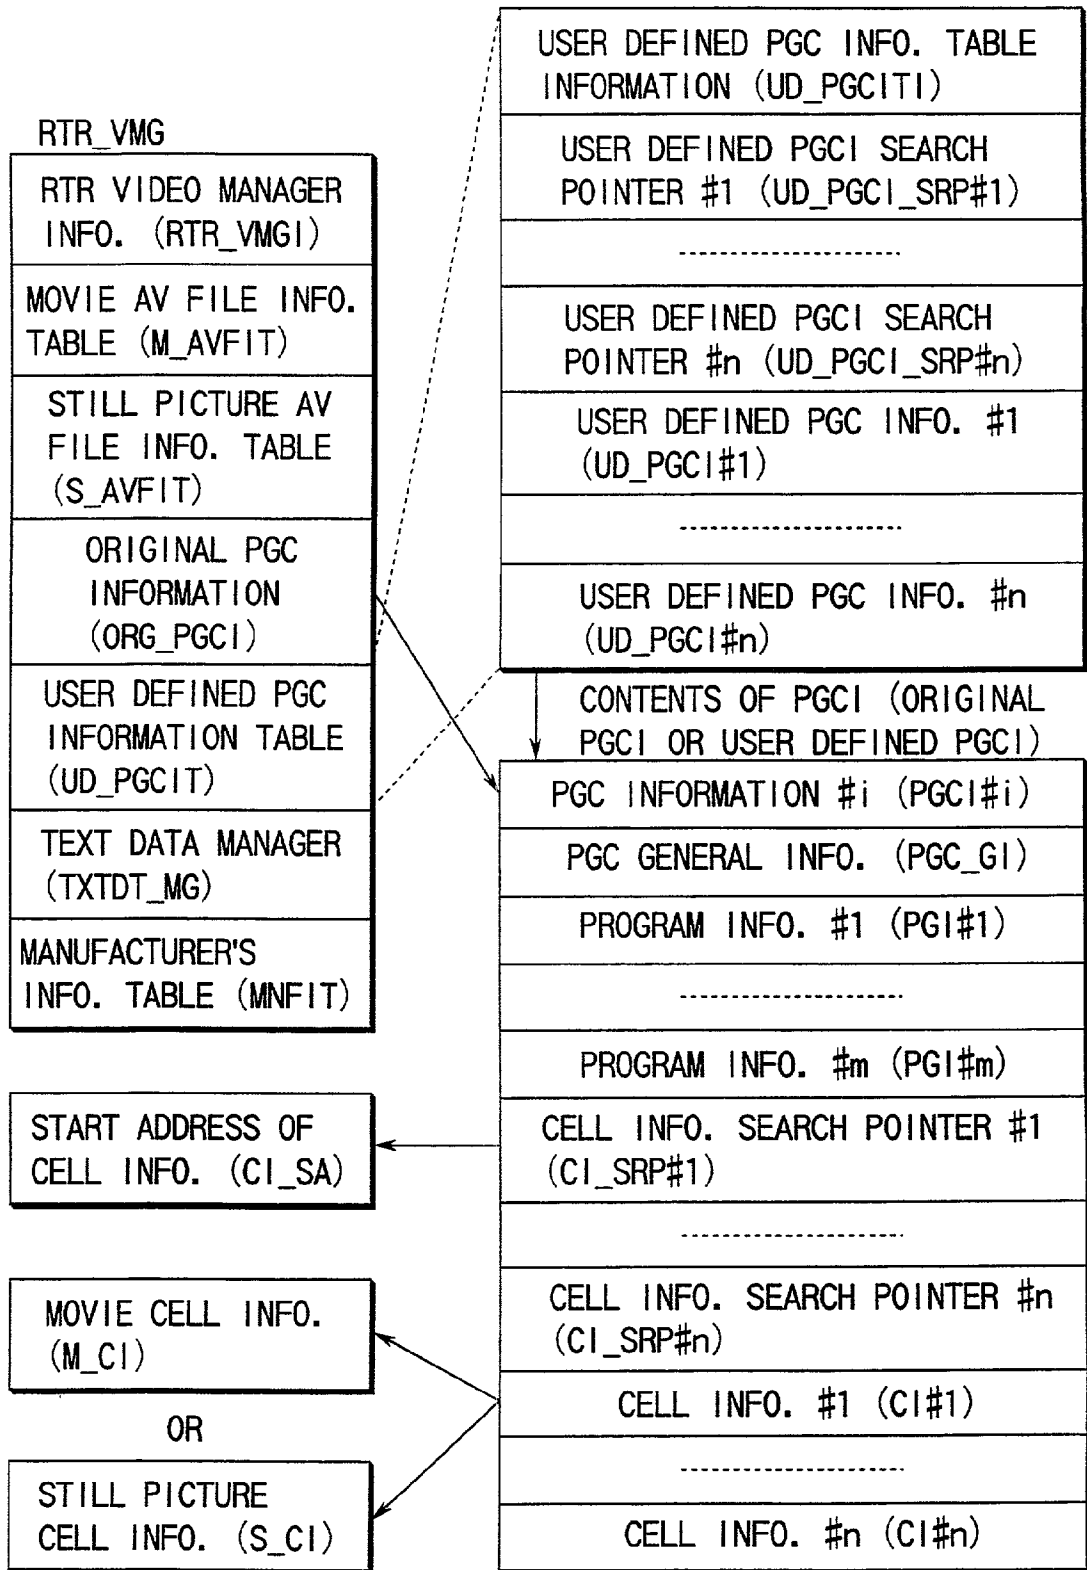 RTR_VMG
RTR VIDEO MANAGER
INFO. (RTR_VMGI)
MOVIE AV FILE INFO.
TABLE (M_AVFIT)
STILL PICTURE AV
FILE INFO. TABLE
(S_AVFIT)
ORIGINAL PGC
INFORMATION
(ORG_PGCI)
USER DEFINED PGC
INFORMATION TABLE
(UD_PGCIT)
TEXT DATA MANAGER
(TXTDT_MG)
MANUFACTURER'S
INFO. TABLE (MNFIT)
USER DEFINED PGC INFO. TABLE
INFORMATION (UD_PGCITI)
USER DEFINED PGCI SEARCH
POINTER #1 (UD_PGCI_SRP#1)
USER DEFINED PGCI SEARCH
POINTER #n (UD_PGCI_SRP#n)
USER DEFINED PGC INFO. #1
(UD_PGCI#1)
USER DEFINED PGC INFO. #n
(UD_PGCI#n)
CONTENTS OF PGCI (ORIGINAL
PGCI OR USER DEFINED PGCI)
PGC INFORMATION #i (PGCI#i)
PGC GENERAL INFO. (PGC_GI)
PROGRAM INFO. #1 (PGI#1)
PROGRAM INFO. #m (PGI#m)
CELL INFO. SEARCH POINTER #1
(CI_SRP#1)
CELL INFO. SEARCH POINTER #n
(CI_SRP#n)
CELL INFO. #1 (CI#1)
CELL INFO. #n (CI#n)
START ADDRESS OF
CELL INFO. (CI_SA)
MOVIE CELL INFO.
(M_CI)
OR
STILL PICTURE
CELL INFO. (S_CI)